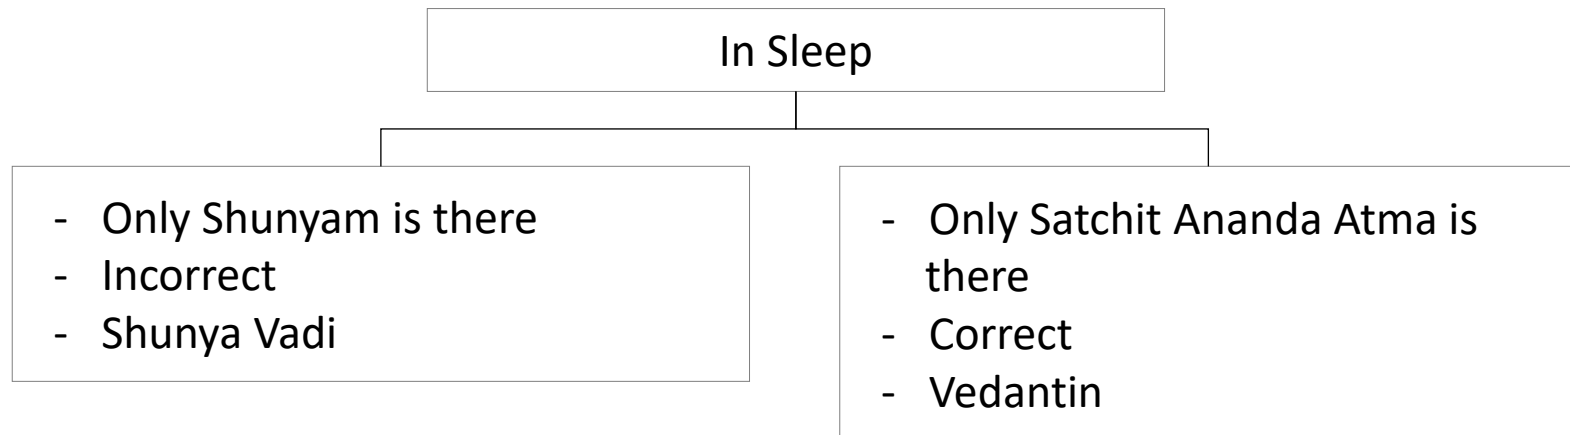 In Sleep
- Only Shunyam is there
- Incorrect
- Shunya Vadi
- Only Satchit Ananda Atma is
there
- Correct
- Vedantin